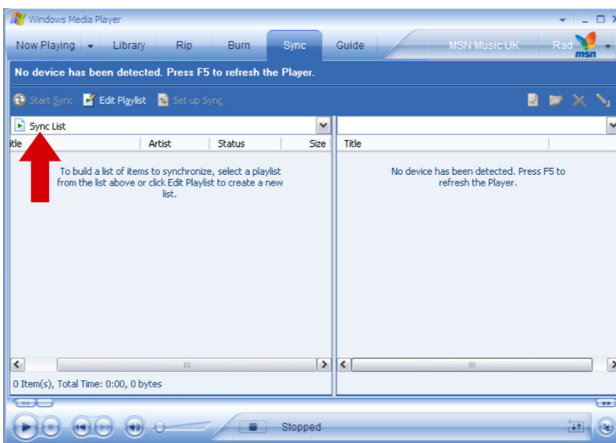 Windows Media Player
Now Playing Library Rip Burn Sync Guide MSN Music UK Rad
msn
No device has been detected. Press F5 to refresh the Player.
Start Sync Edit Playlist Set up Sync
Sync List
itle Artist Status Size Title
To build a list of items to synchronize, select a playlist
from the list above or click Edit Playlist to create a new
list.
No device has been detected. Press F5 to
refresh the Player.
0 Item(s), Total Time: 0:00, 0 bytes
Stopped